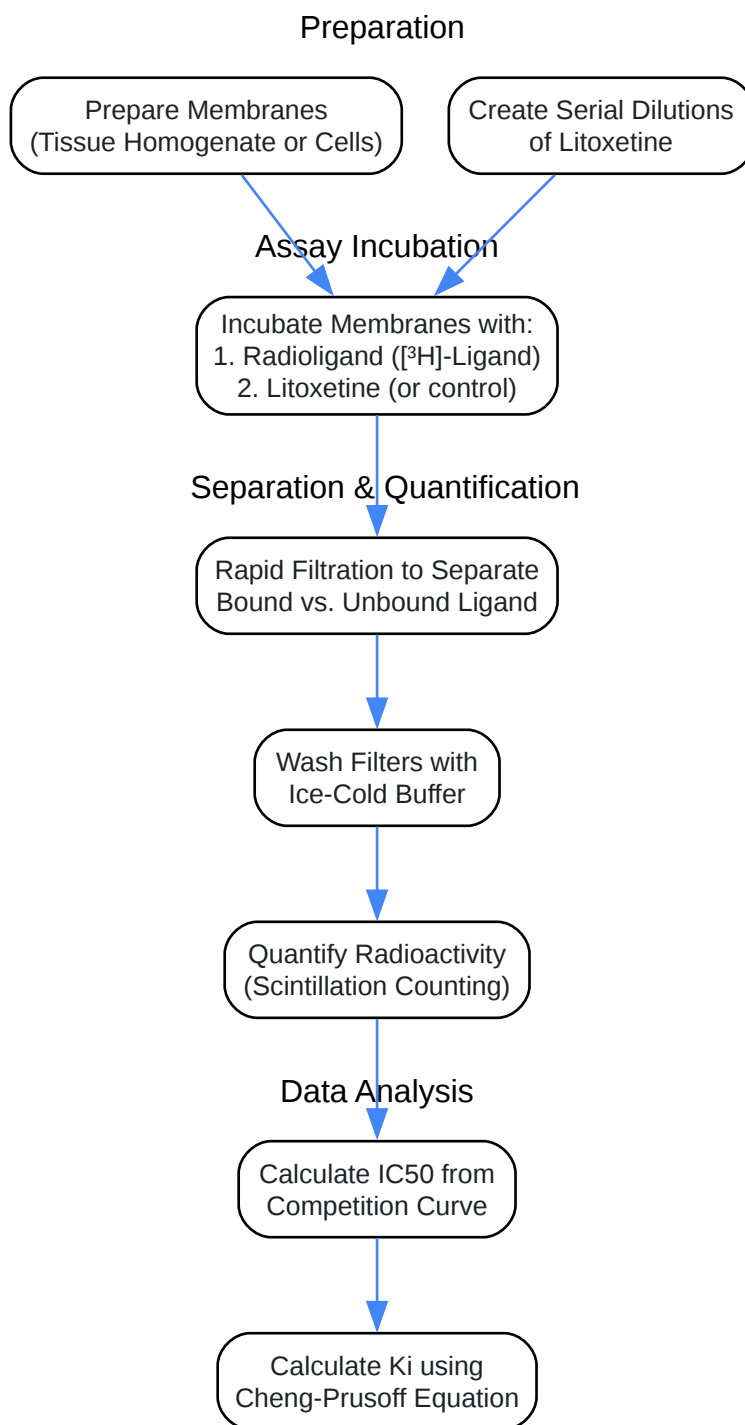 Preparation
Prepare Membranes
(Tissue Homogenate or Cells)
Create Serial Dilutions
of Litoxetine
Assay Incubation
Incubate Membranes with:
1. Radioligand ([³H]-Ligand)
2. Litoxetine (or control)
Separation & Quantification
Rapid Filtration to Separate
Bound vs. Unbound Ligand
Wash Filters with
Ice-Cold Buffer
Quantify Radioactivity
(Scintillation Counting)
Data Analysis
Calculate IC50 from
Competition Curve
Calculate Ki using
Cheng-Prusoff Equation